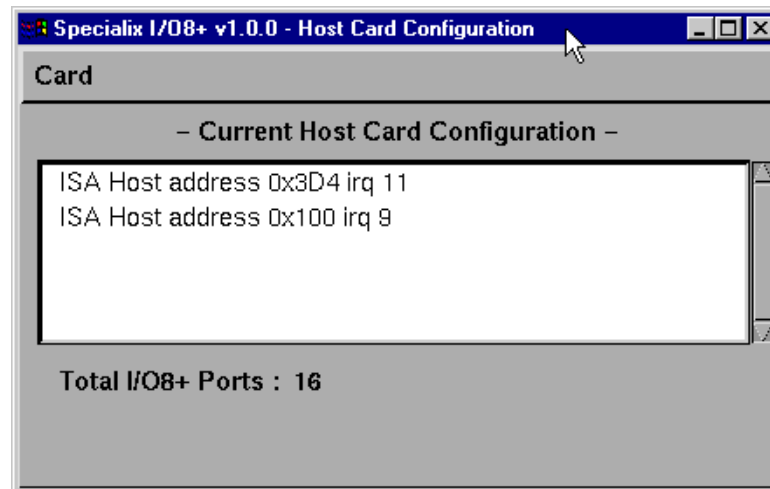 Specialix I/O8+ v1.0.0 - Host Card Configuration
Card
– Current Host Card Configuration –
ISA Host address 0x3D4 irq 11
ISA Host address 0x100 irq 9
Total I/O8+ Ports : 16